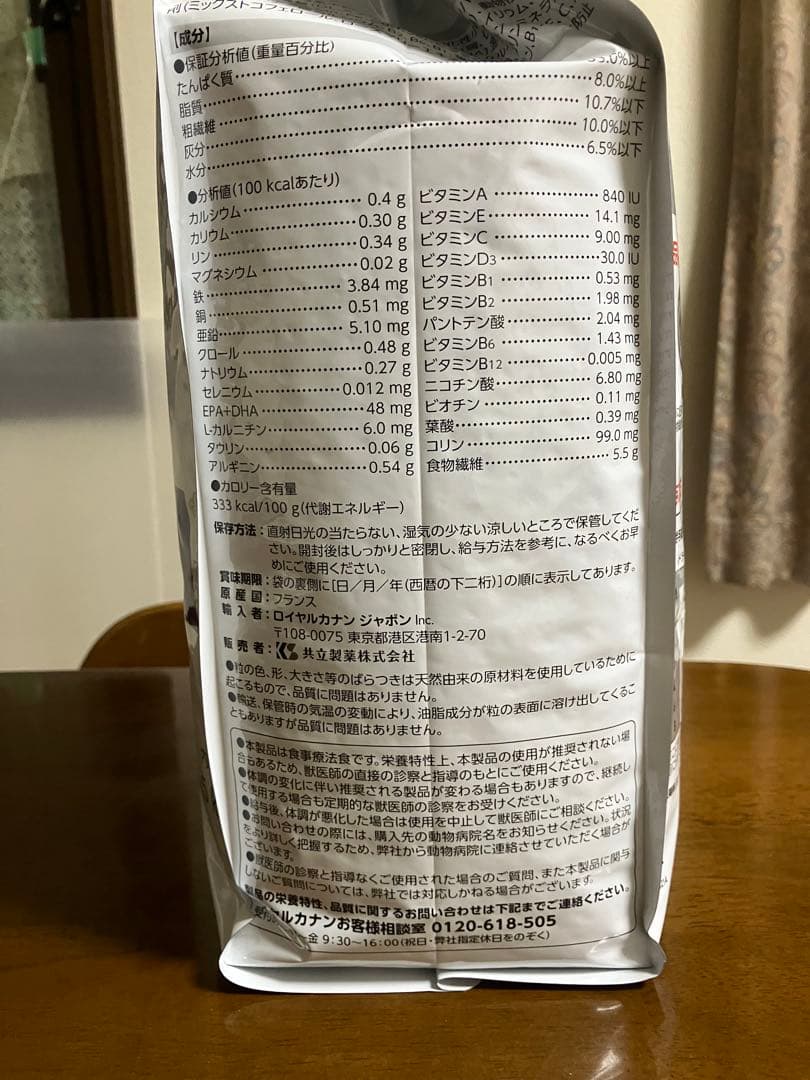 剤(ミックストコフェロール
【成分】
●保証分析値(重量百分比)
たんぱく質 .0%以上
脂質 8.0%以上
粗繊維 10.7%以下
灰分 10.0%以下
水分 6.5%以下
●分析値(100 kcalあたり)
カルシウム 0.4 g
カリウム 0.30 g
リン 0.34 g
マグネシウム 0.02 g
鉄 3.84 mg
銅 0.51 mg
亜鉛 5.10 mg
クロール 0.48 g
ナトリウム 0.27 g
セレニウム 0.012 mg
EPA+DHA 48 mg
L-カルニチン 6.0 mg
タウリン 0.06 g
アルギニン 0.54 g
ビタミンA 840 IU
ビタミンE 14.1 mg
ビタミンC 9.00 mg
ビタミンD3 30.0 IU
ビタミンB1 0.53 mg
ビタミンB2 1.98 mg
パントテン酸 2.04 mg
ビタミンB6 1.43 mg
ビタミンB12 0.005 mg
ニコチン酸 6.80 mg
ビオチン 0.11 mg
葉酸 0.39 mg
コリン 99.0 mg
食物繊維 5.5 g
●カロリー含有量
333 kcal/100 g(代謝エネルギー)
保存方法：直射日光の当たらない、湿気の少ない涼しいところで保管してくだ
さい。開封後はしっかりと密閉し、給与方法を参考に、なるべくお早
めにご使用ください。
賞味期限：袋の裏側に[日／月／年(西暦の下二桁)]の順に表示してあります。
原産国：フランス
輸入者：ロイヤルカナン ジャポン Inc.
〒108-0075 東京都港区港南1-2-70
販売者：KS 共立製薬株式会社
●粒の色、形、大きさ等のばらつきは天然由来の原材料を使用しているために
起こるもので、品質に問題はありません。
●輸送、保管時の気温の変動により、油脂成分が粒の表面に溶け出してくるこ
ともありますが品質に問題はありません。
●本製品は食事療法食です。栄養特性上、本製品の使用が推奨されない場
合もあるため、獣医師の直接の診察と指導のもとにご使用ください。
●体調の変化に伴い推奨される製品が変わる場合もありますので、継続し
て使用する場合も定期的な獣医師の診察をお受けください。
●給与後、体調が悪化した場合は使用を中止して獣医師にご相談ください。
●お問い合わせの際には、購入先の動物病院名をお知らせください。状況
をより詳しく把握するため、弊社から動物病院に連絡させていただく場合が
ございます。
●獣医師の診察と指導なくご使用された場合のご質問、また本製品に関与
しないご質問については、弊社では対応しかねる場合がございます。
製品の栄養特性、品質に関するお問い合わせは下記までご連絡ください。
ルカナンお客様相談室 0120-618-505
金 9:30～16:00(祝日・弊社指定休日をのぞく)